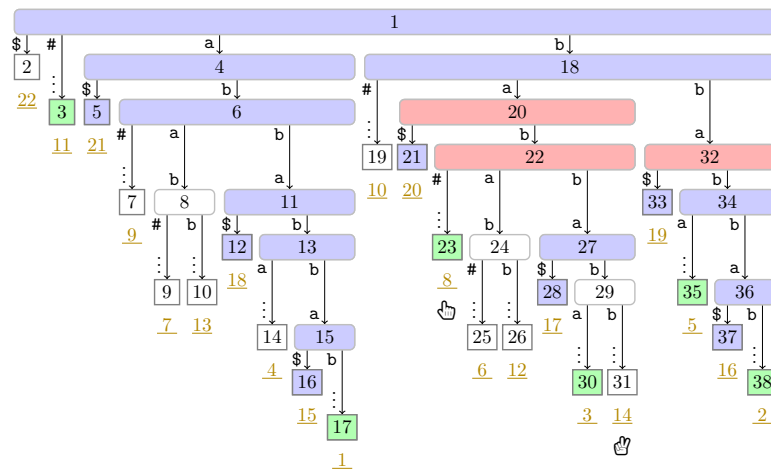 1
$ # a b
2 4 18
22 ⋮ $ b # a b
3 5 6 ⋮ 20 a
11 21 # a b 19 $ b 32
⋮ b a 10 21 22 $ b
7 8 11 20 # a b 33 34
9 # b $ b ⋮ b a 19 a b
⋮ ⋮ 12 13 23 24 27 ⋮ a
9 10 18 a b 8 # b $ b 35 36
7 13 ⋮ a ⋮ ⋮ 28 29 5 $ b
14 15 25 26 17 a b 37 ⋮
4 $ b 6 12 ⋮ ⋮ 16 38
16 ⋮ 30 31 2
15 17 3 14
1